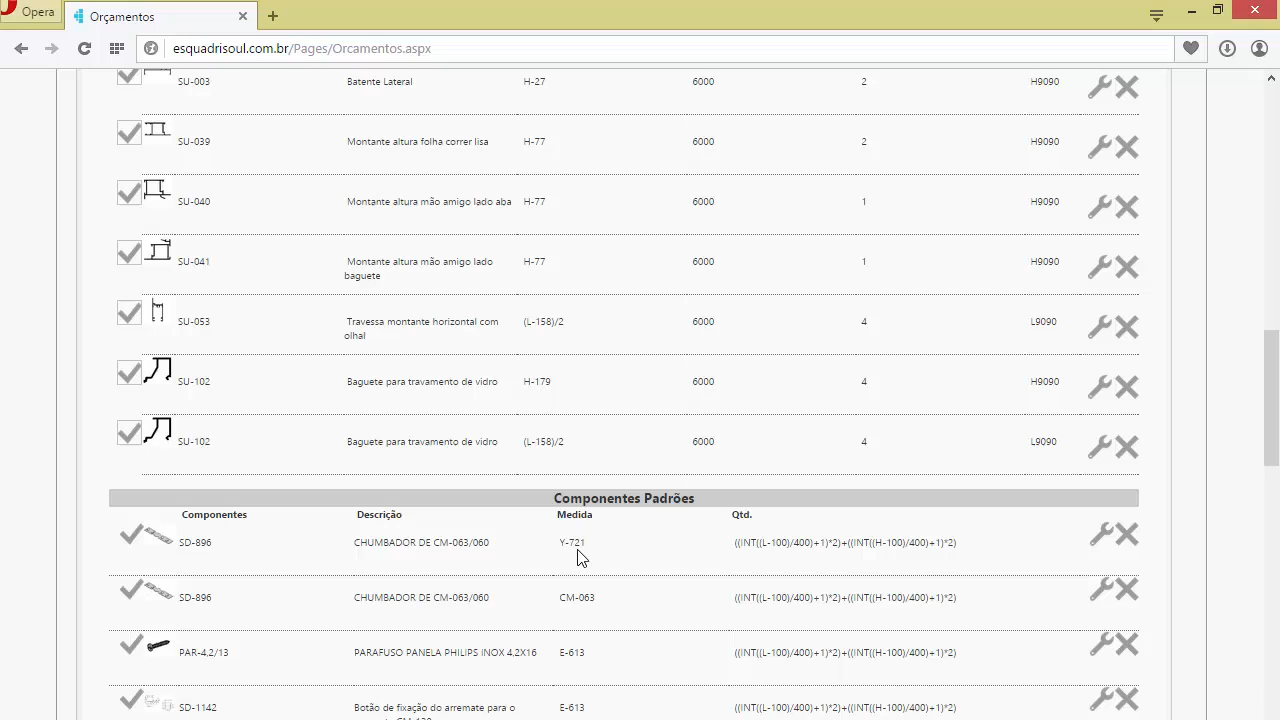 Opera
Orçamentos
esquadrisoul.com.br/Pages/Orcamentos.aspx
SU-003 Batente Lateral H-27 6000 2 H9090
SU-039 Montante altura folha correr lisa H-77 6000 2 H9090
SU-040 Montante altura mão amigo lado aba H-77 6000 1 H9090
SU-041 Montante altura mão amigo lado H-77 6000 1 H9090
baguete
SU-053 Travessa montante horizontal com (L-158)/2 6000 4 L9090
olhal
SU-102 Baguete para travamento de vidro H-179 6000 4 H9090
SU-102 Baguete para travamento de vidro (L-158)/2 6000 4 L9090
Componentes Padrões
Componentes Descrição Medida Qtd.
SD-896 CHUMBADOR DE CM-063/060 Y-721 ((INT((L-100)/400)+1)*2)+((INT((H-100)/400)+1)*2)
SD-896 CHUMBADOR DE CM-063/060 CM-063 ((INT((L-100)/400)+1)*2)+((INT((H-100)/400)+1)*2)
PAR-4,2/13 PARAFUSO PANELA PHILIPS INOX 4,2X16 E-613 ((INT((L-100)/400)+1)*2)+((INT((H-100)/400)+1)*2)
SD-1142 Botão de fixação do arremate para o E-613 ((INT((L-100)/400)+1)*2)+((INT((H-100)/400)+1)*2)